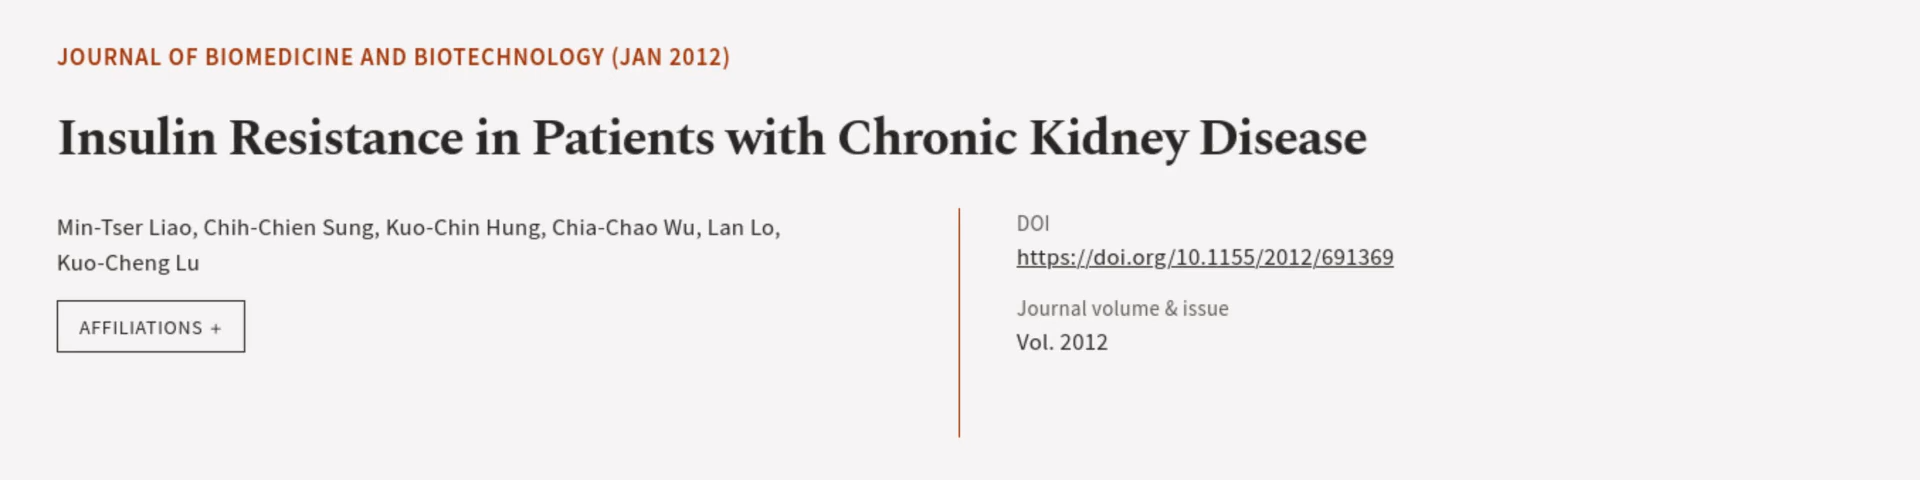 JOURNAL OF BIOMEDICINE AND BIOTECHNOLOGY (JAN 2012)
Insulin Resistance in Patients with Chronic Kidney Disease
Min-Tser Liao, Chih-Chien Sung, Kuo-Chin Hung, Chia-Chao Wu, Lan Lo,
Kuo-Cheng Lu
AFFILIATIONS +
DOI
https://doi.org/10.1155/2012/691369
Journal volume & issue
Vol. 2012